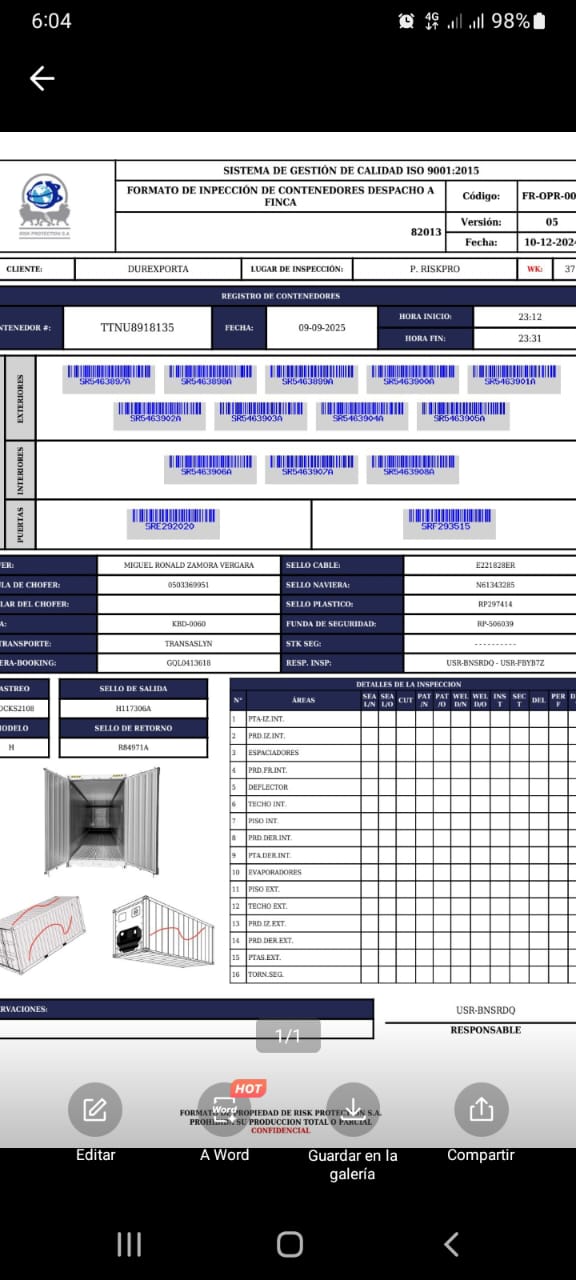 6:04
4G
98%
SISTEMA DE GESTIÓN DE CALIDAD ISO 9001:2015
FORMATO DE INPECCIÓN DE CONTENEDORES DESPACHO A FINCA
82013
Código: FR-OPR-00
Versión: 05
Fecha: 10-12-2024
RISK PROTECTION S.A.
CLIENTE: DUREXPORTA LUGAR DE INSPECCIÓN: P. RISKPRO WK: 37
REGISTRO DE CONTENEDORES
NTENEDOR #: TTNU8918135 FECHA: 09-09-2025
HORA INICIO: 23:12
HORA FIN: 23:31
EXTERIORES
SR5463897A SR5463898A SR5463899A SR5463900A SR5463901A
SR5463902A SR5463903A SR5463904A SR5463905A
INTERIORES
SR5463906A SR5463907A SR5463908A
PUERTAS
SRE292020 SRF293515
FER: MIGUEL RONALD ZAMORA VERGARA SELLO CABLE: E221828ER
LA DE CHOFER: 0503369951 SELLO NAVIERA: N61343285
LAR DEL CHOFER: SELLO PLASTICO: RP297414
A: KBD-0060 FUNDA DE SEGURIDAD: RP-506039
TRANSPORTE: TRANSASLYN STK SEG: ----------
ERA-BOOKING: GQL0413618 RESP. INSP: USR-BNSRDQ - USR-FBYB7Z
ASTREO SELLO DE SALIDA
OCKS2108 H117306A
MODELO SELLO DE RETORNO
H R84971A
DETALLES DE LA INSPECCION
N° ÁREAS SEA L/N SEA L/O CUT PAT /N PAT /O WEL D/N WEL D/O INS T SEC T DEL PER F
1 PTA-IZ.INT.
2 PRD.IZ.INT.
3 ESPACIADORES
4 PRD.FR.INT.
5 DEFLECTOR
6 TECHO INT.
7 PISO INT.
8 PRD.DER.INT.
9 PTA.DER.INT.
10 EVAPORADORES
11 PISO EXT.
12 TECHO EXT.
13 PRD.IZ.EXT.
14 PRD.DER.EXT.
15 PTAS.EXT.
16 TORN.SEG.
RVACIONES:
USR-BNSRDQ
RESPONSABLE
1/1
HOT
Word
FORMATO DE PROPIEDAD DE RISK PROTECTION S.A.
PROHIBIDA SU PRODUCCION TOTAL O PARCIAL
CONFIDENCIAL
Editar
A Word
Guardar en la galería
Compartir